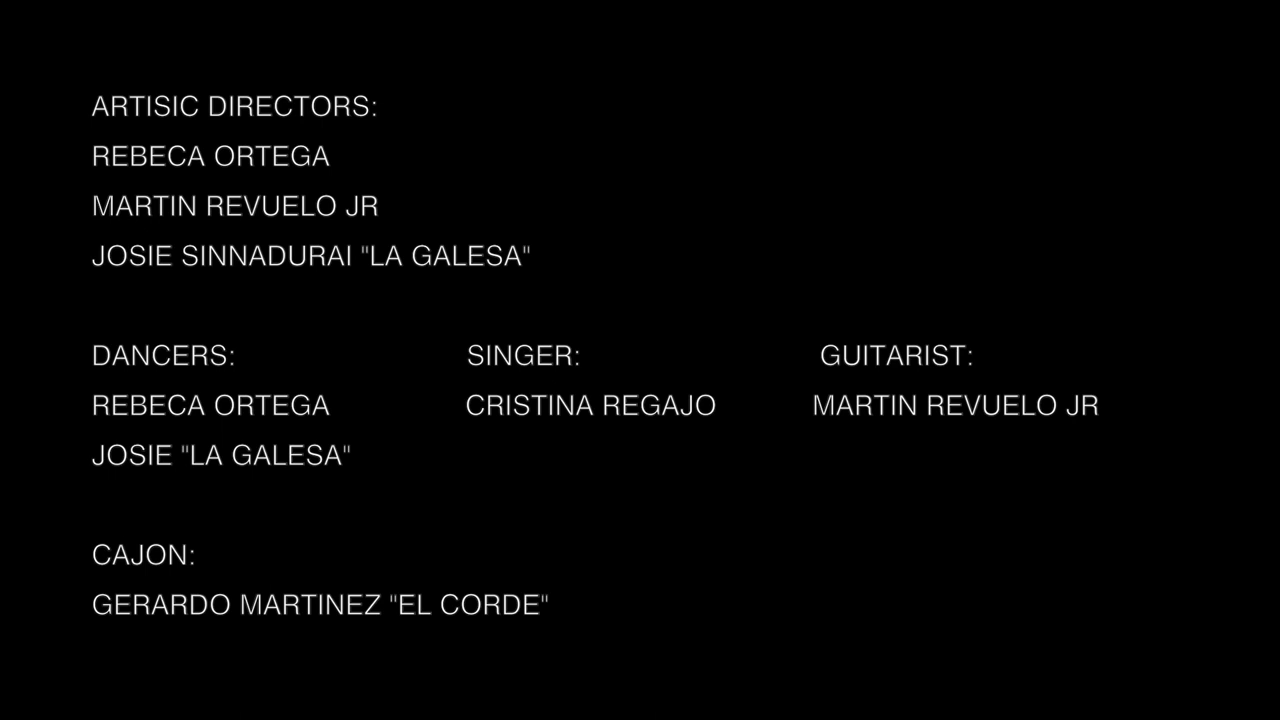 ARTISIC DIRECTORS:
REBECA ORTEGA
MARTIN REVUELO JR
JOSIE SINNADURAI "LA GALESA"
DANCERS: SINGER: GUITARIST:
REBECA ORTEGA CRISTINA REGAJO MARTIN REVUELO JR
JOSIE "LA GALESA"
CAJON:
GERARDO MARTINEZ "EL CORDE"